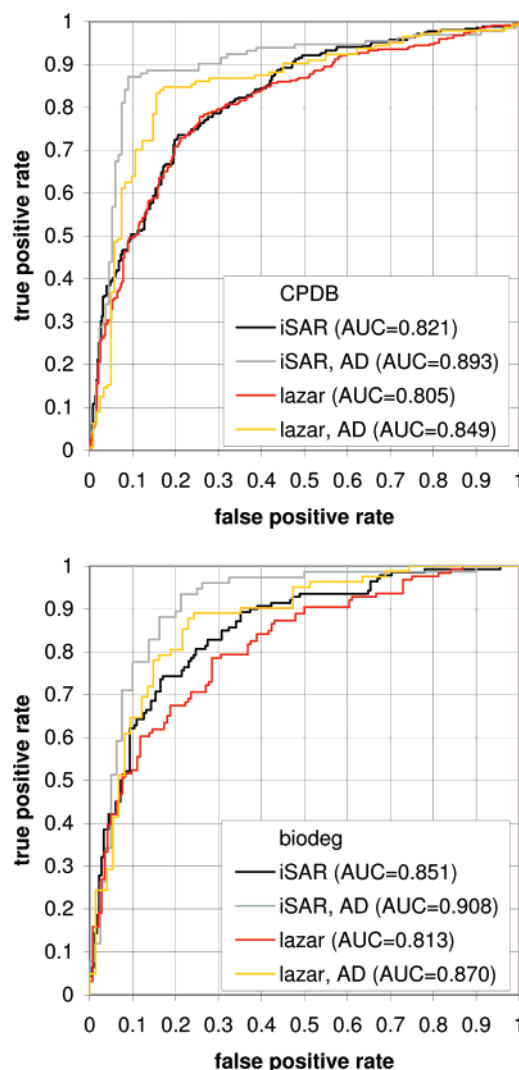 1
0.9
0.8
0.7
0.6
0.5
0.4
0.3
0.2
0.1
0
true positive rate
CPDB
iSAR (AUC=0.821)
iSAR, AD (AUC=0.893)
lazar (AUC=0.805)
lazar, AD (AUC=0.849)
0 0.1 0.2 0.3 0.4 0.5 0.6 0.7 0.8 0.9 1
false positive rate
1
0.9
0.8
0.7
0.6
0.5
0.4
0.3
0.2
0.1
0
true positive rate
biodeg
iSAR (AUC=0.851)
iSAR, AD (AUC=0.908)
lazar (AUC=0.813)
lazar, AD (AUC=0.870)
0 0.1 0.2 0.3 0.4 0.5 0.6 0.7 0.8 0.9 1
false positive rate